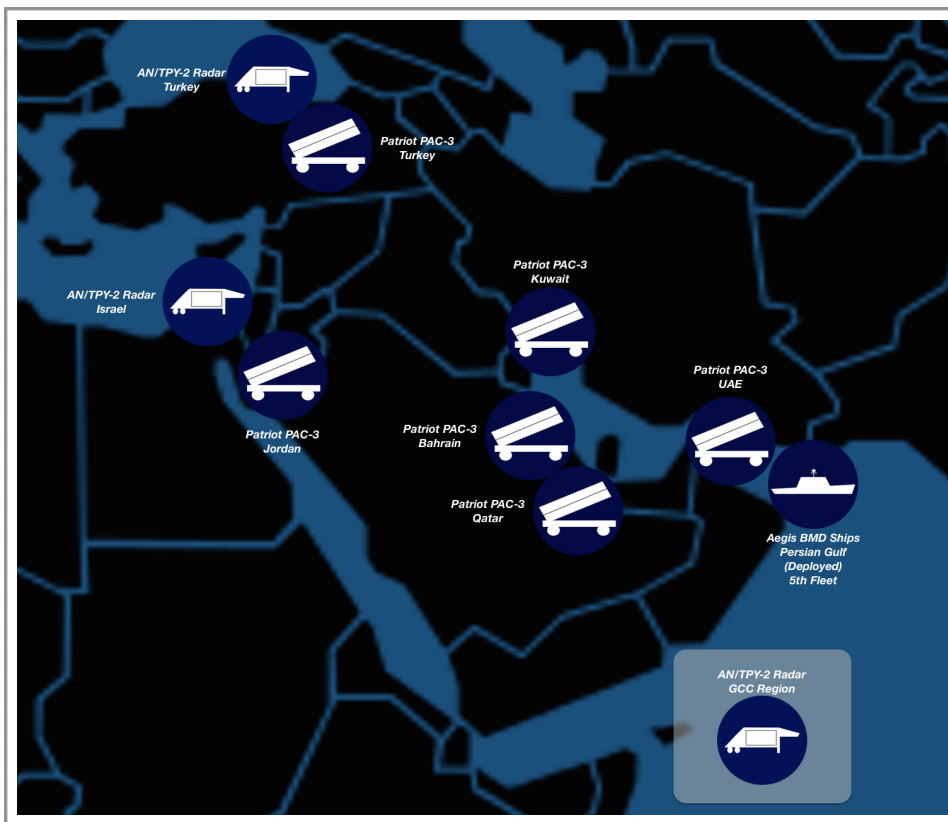 AN/TPY-2 Radar
Turkey
Patriot PAC-3
Turkey
AN/TPY-2 Radar
Israel
Patriot PAC-3
Kuwait
Patriot PAC-3
UAE
Patriot PAC-3
Jordan
Patriot PAC-3
Bahrain
Patriot PAC-3
Qatar
Aegis BMD Ships
Persian Gulf
(Deployed)
5th Fleet
AN/TPY-2 Radar
GCC Region